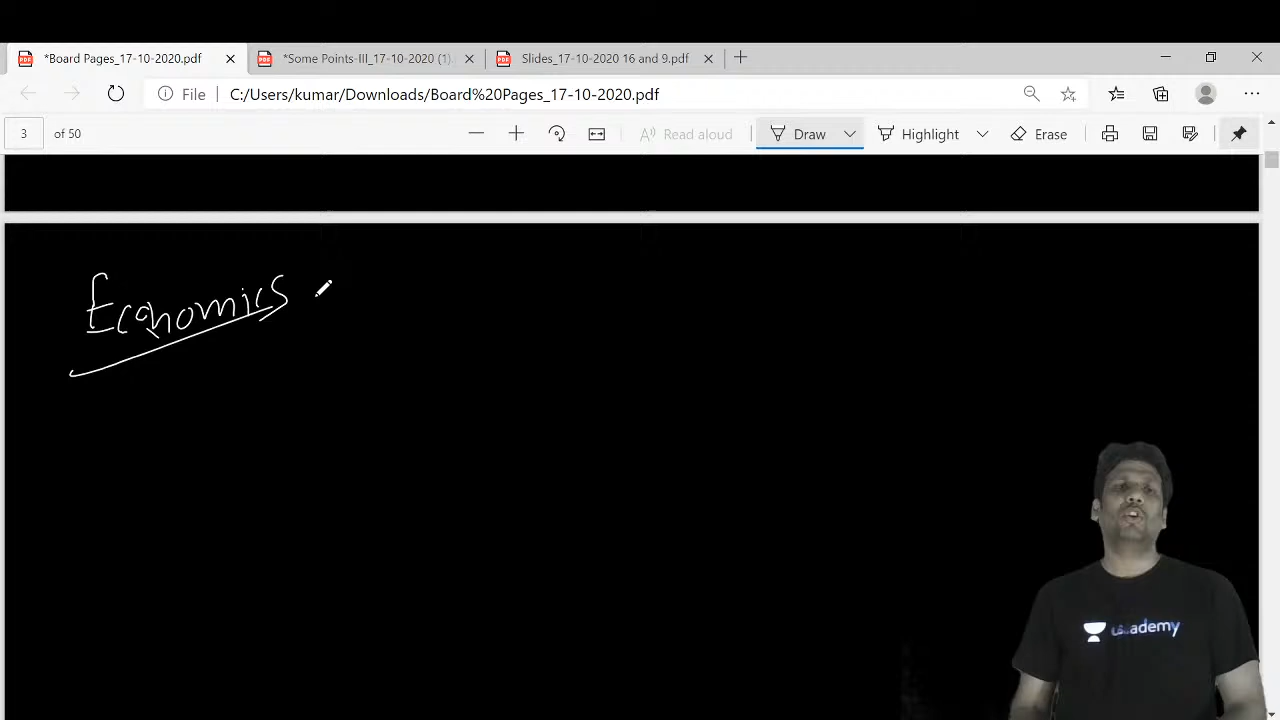 *Board Pages_17-10-2020.pdf
*Some Points-III_17-10-2020 (1).
Slides_17-10-2020 16 and 9.pdf
File
C:/Users/kumar/Downloads/Board%20Pages_17-10-2020.pdf
3 of 50
Read aloud
Draw
Highlight
Erase
Economics
unacademy